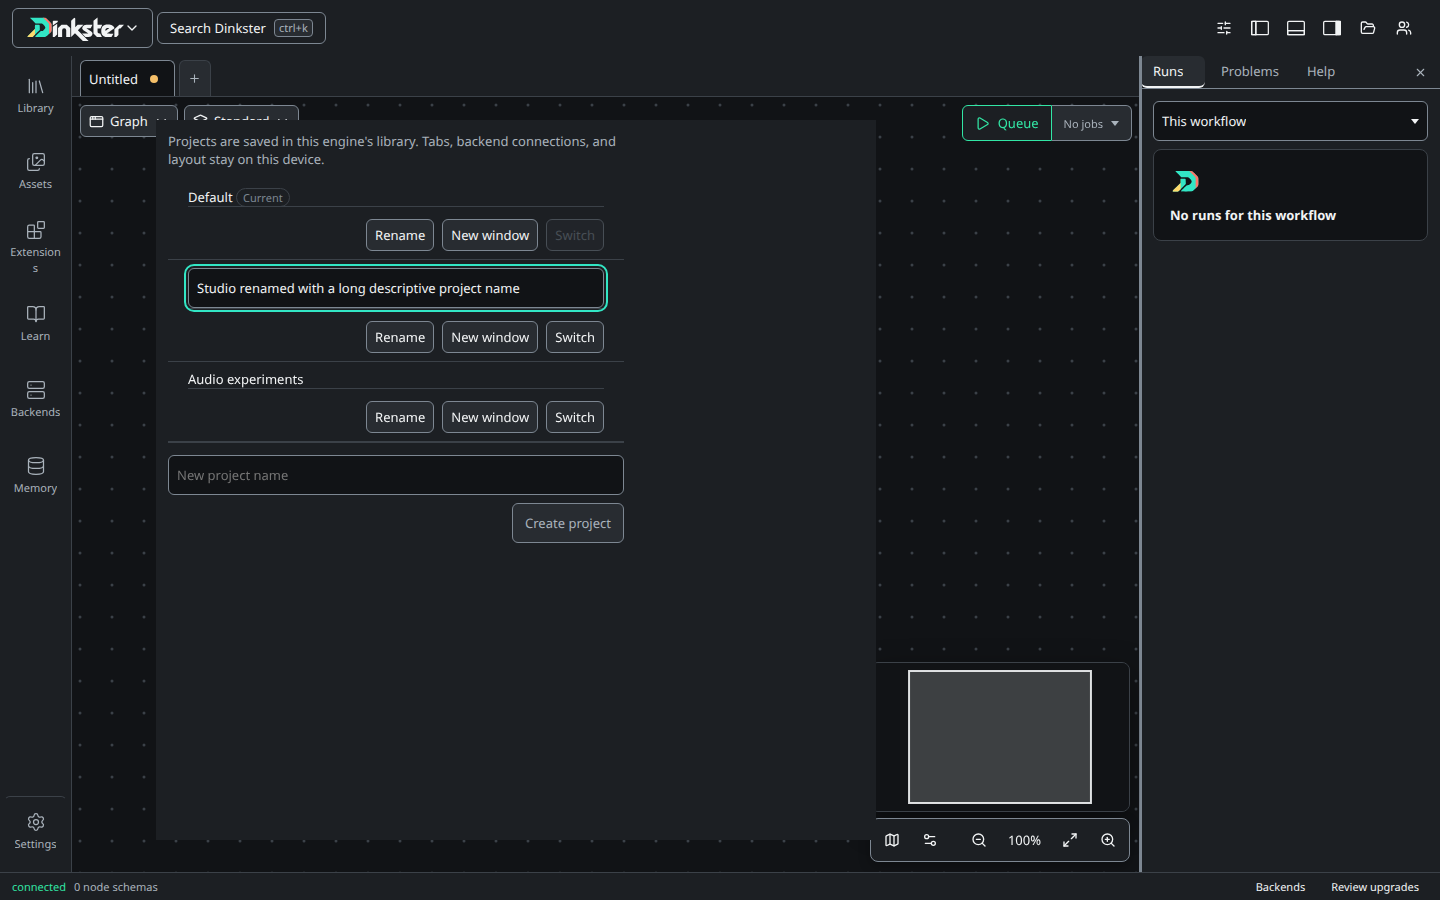 Dinkster
Search Dinkster ctrl+k
Untitled
+
Runs
Problems
Help
Library
Assets
Extension
s
Learn
Backends
Memory
Settings
Graph
Standard
Queue
No jobs
This workflow
No runs for this workflow
Projects are saved in this engine's library. Tabs, backend connections, and
layout stay on this device.
Default Current
Rename New window Switch
Studio renamed with a long descriptive project name
Rename New window Switch
Audio experiments
Rename New window Switch
New project name
Create project
100%
connected 0 node schemas
Backends Review upgrades